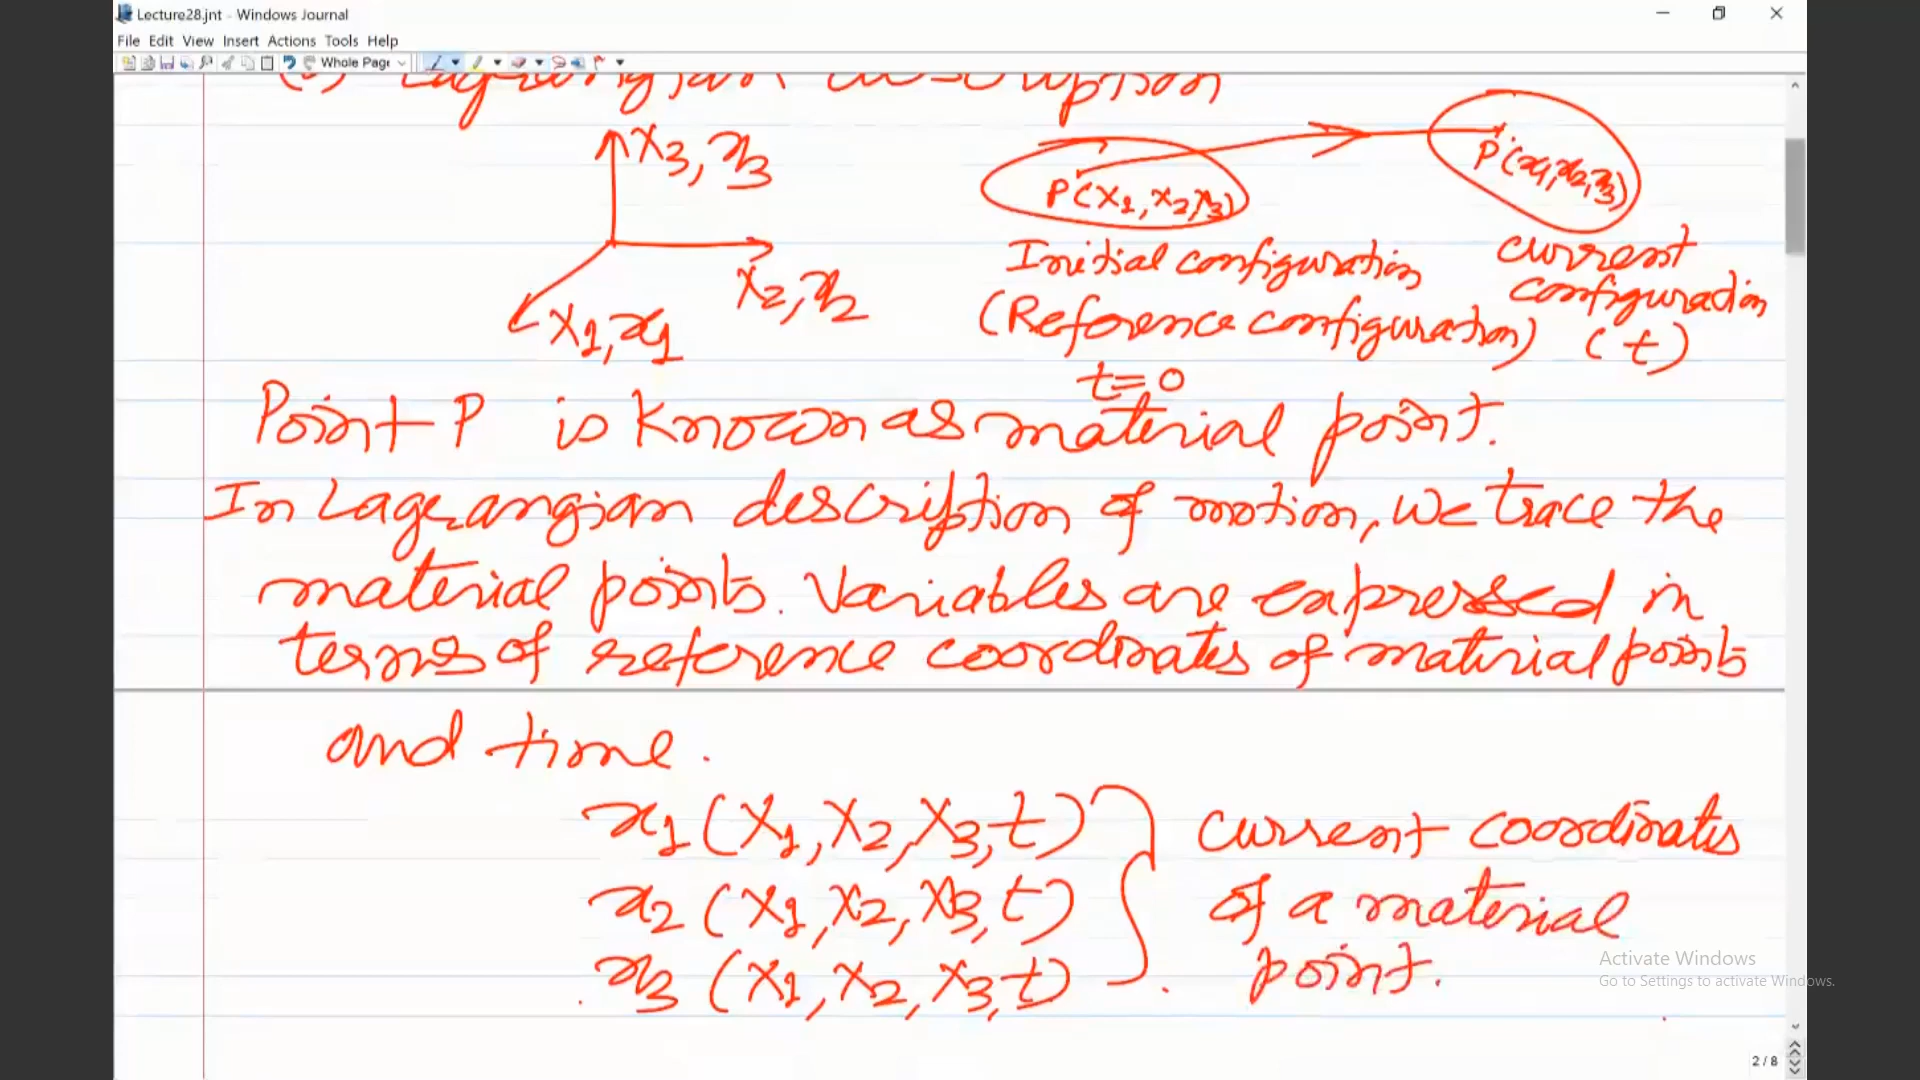 Lecture28.jnt - Windows Journal
File Edit View Insert Actions Tools Help
Whole Page
Lagrangian description
X3, x3
X2, x2
X1, x1
P(X1, X2, X3)
P(x1, x2, x3)
Initial configuration
(Reference configuration)
t=0
current
configuration
(t)
Point P is known as material point.
In Lagrangian description of motion, we trace the
material points. Variables are expressed in
terms of reference coordinates of material points
and time.
x1 (X1, X2, X3, t)
x2 (X1, X2, X3, t)
x3 (X1, X2, X3, t)
current coordinates
of a material
point.
Activate Windows
Go to Settings to activate Windows.
2 / 8